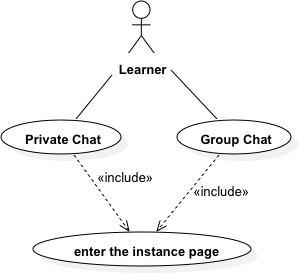 Learner
Private Chat
Group Chat
«include»
«include»
enter the instance page